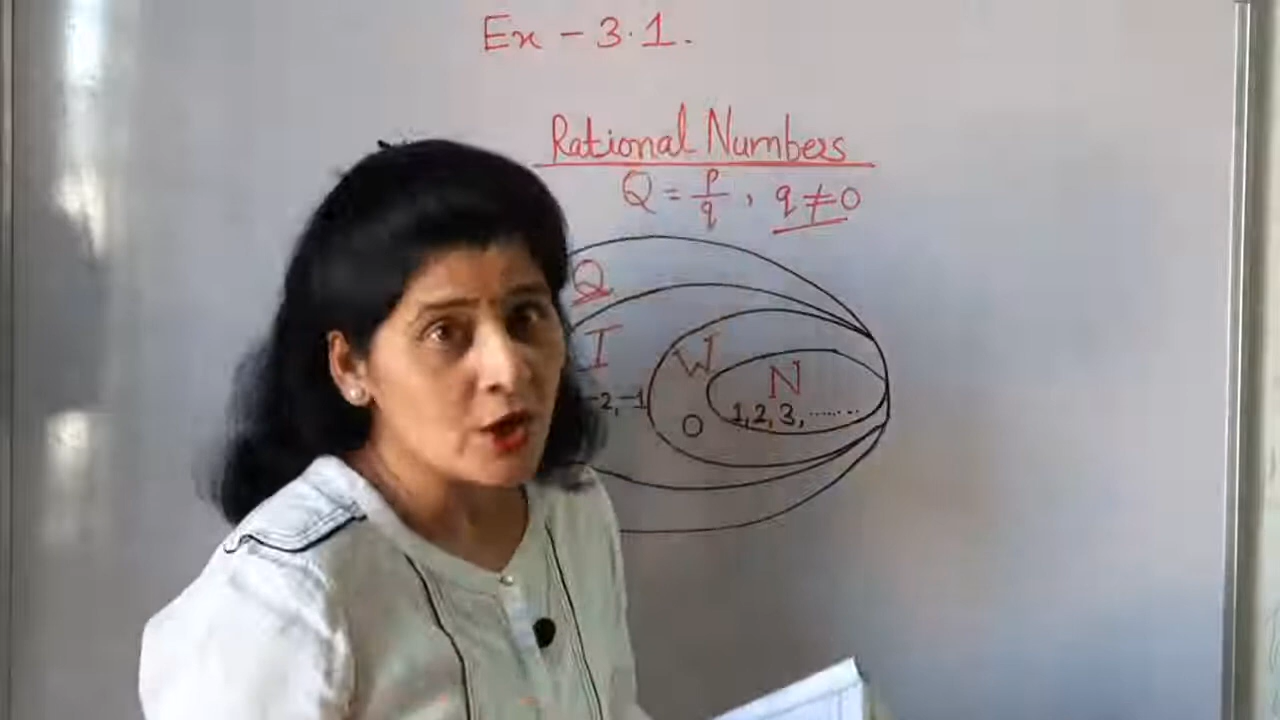 Ex - 3.1.
Rational Numbers
Q = p/q , q ≠ 0
Q
I
W
N
-2, -1
0
1, 2, 3, ........